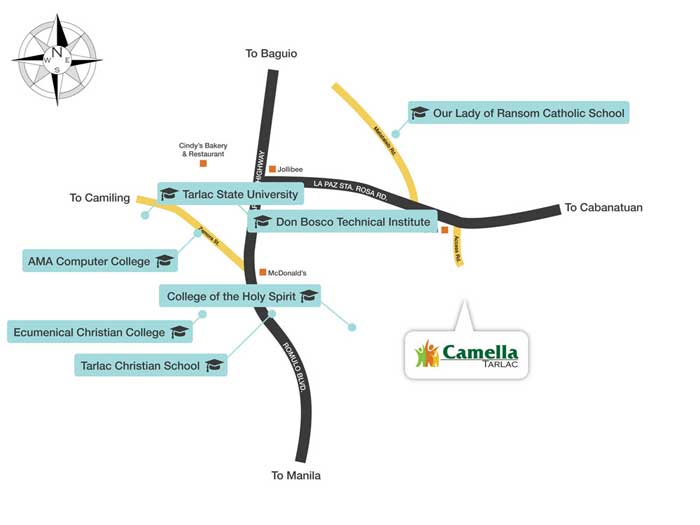 N
W
E
S
To Baguio
Our Lady of Ransom Catholic School
Matatalaib Rd.
Cindy's Bakery
& Restaurant
Jollibee
HIGHWAY
LA PAZ STA. ROSA RD.
Tarlac State University
To Camiling
To Cabanatuan
Don Bosco Technical Institute
Zamora St.
Access Rd.
AMA Computer College
McDonald's
College of the Holy Spirit
Ecumenical Christian College
Tarlac Christian School
ROMULO BLVD.
Camella
TARLAC
To Manila